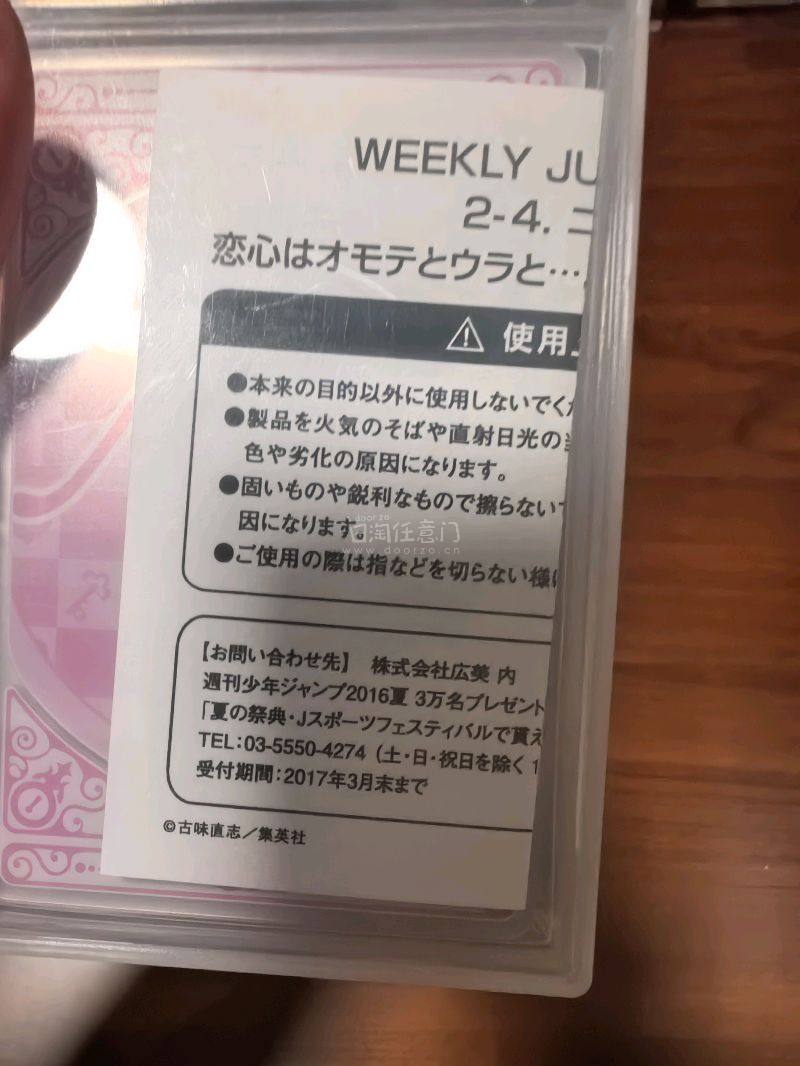 WEEKLY JU
2-4. ニ
恋心はオモテとウラと…
⚠ 使用
●本来の目的以外に使用しないでくだ
●製品を火気のそばや直射日光の当
色や劣化の原因になります。
●固いものや鋭利なもので擦らない
因になります。
doorzo
淘任意门
www.doorzo.cn
●ご使用の際は指などを切らない様に
【お問い合わせ先】 株式会社広美 内
週刊少年ジャンプ2016夏 3万名プレゼント
「夏の祭典・Jスポーツフェスティバルで貰え
TEL:03-5550-4274 (土・日・祝日を除く 1
受付期間:2017年3月末まで
©古味直志/集英社